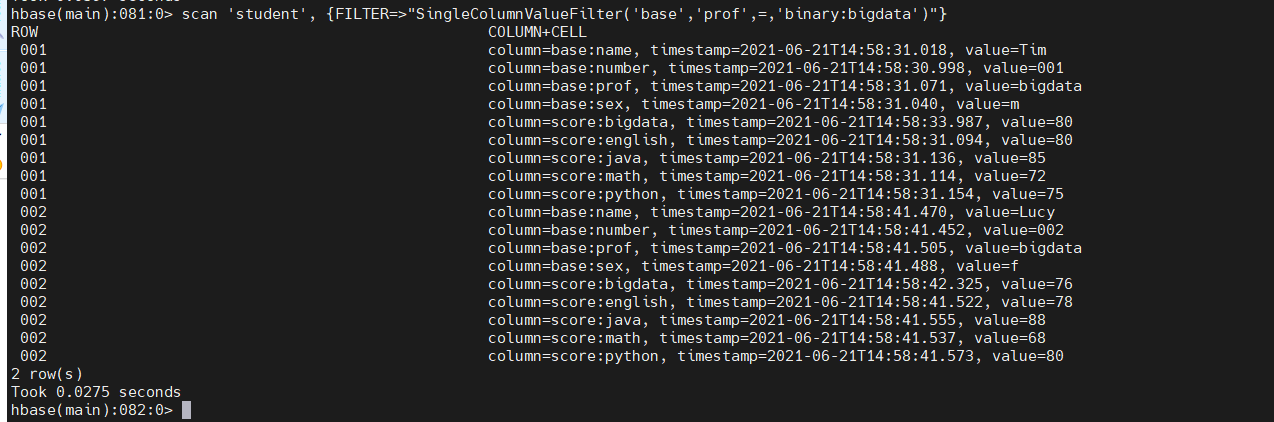 hbase(main):081:0> scan 'student', {FILTER=>"SingleColumnValueFilter('base','prof',=,'binary:bigdata')"}
ROW COLUMN+CELL
001 column=base:name, timestamp=2021-06-21T14:58:31.018, value=Tim
001 column=base:number, timestamp=2021-06-21T14:58:30.998, value=001
001 column=base:prof, timestamp=2021-06-21T14:58:31.071, value=bigdata
001 column=base:sex, timestamp=2021-06-21T14:58:31.040, value=m
001 column=score:bigdata, timestamp=2021-06-21T14:58:33.987, value=80
001 column=score:english, timestamp=2021-06-21T14:58:31.094, value=80
001 column=score:java, timestamp=2021-06-21T14:58:31.136, value=85
001 column=score:math, timestamp=2021-06-21T14:58:31.114, value=72
001 column=score:python, timestamp=2021-06-21T14:58:31.154, value=75
002 column=base:name, timestamp=2021-06-21T14:58:41.470, value=Lucy
002 column=base:number, timestamp=2021-06-21T14:58:41.452, value=002
002 column=base:prof, timestamp=2021-06-21T14:58:41.505, value=bigdata
002 column=base:sex, timestamp=2021-06-21T14:58:41.488, value=f
002 column=score:bigdata, timestamp=2021-06-21T14:58:42.325, value=76
002 column=score:english, timestamp=2021-06-21T14:58:41.522, value=78
002 column=score:java, timestamp=2021-06-21T14:58:41.555, value=88
002 column=score:math, timestamp=2021-06-21T14:58:41.537, value=68
002 column=score:python, timestamp=2021-06-21T14:58:41.573, value=80
2 row(s)
Took 0.0275 seconds
hbase(main):082:0>